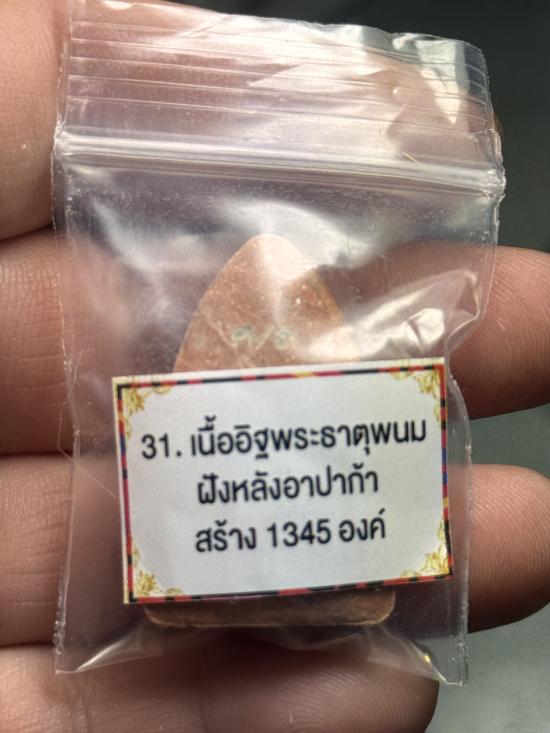 31. เนื้ออิฐพระธาตุพนม
ฝังหลังอาปาก้า
สร้าง 1345 องค์